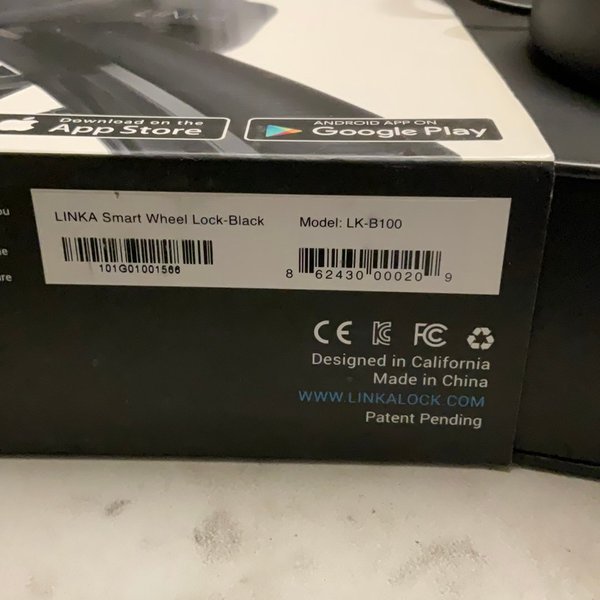 Download on the
App Store
ANDROID APP ON
Google Play
LINKA Smart Wheel Lock-Black
Model: LK-B100
101G01001566
8 62430 00020 9
CE FC
Designed in California
Made in China
WWW.LINKALOCK.COM
Patent Pending